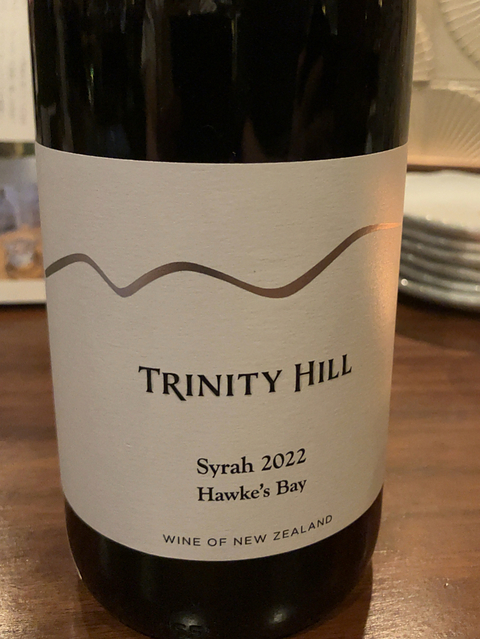 TRINITY HILL
Syrah 2022
Hawke's Bay
WINE OF NEW ZEALAND